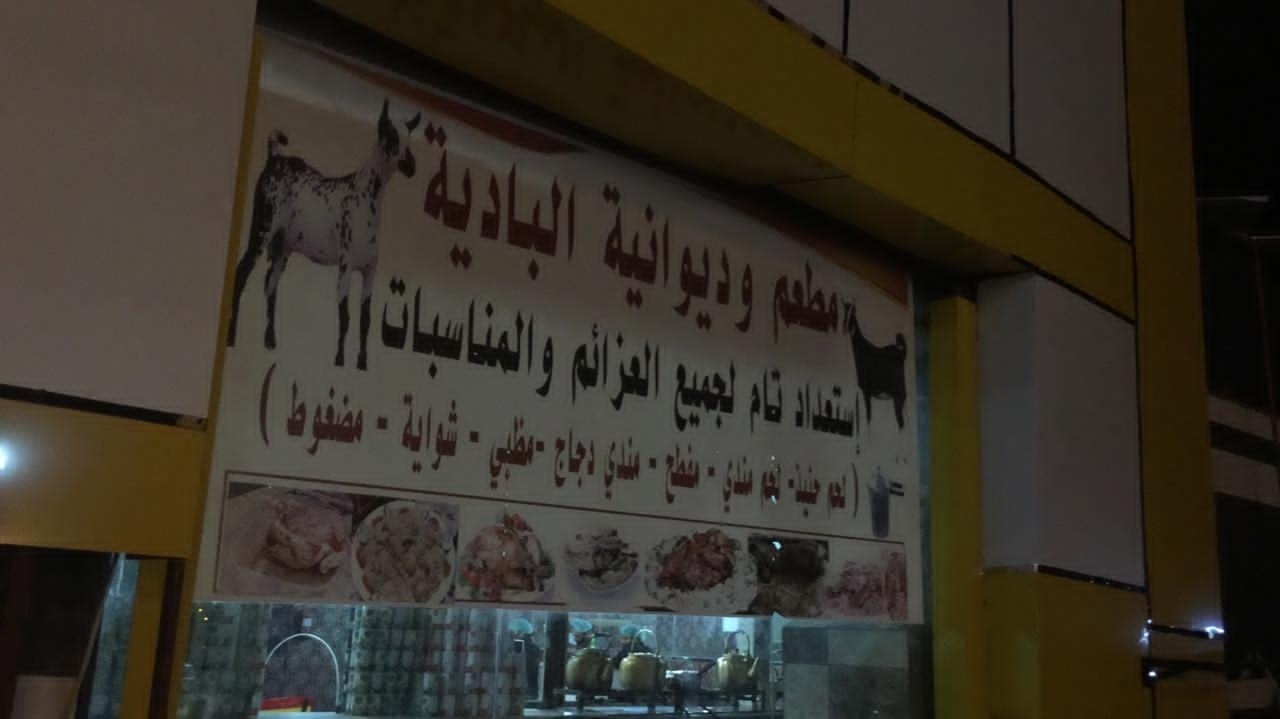 مطعم وديوانية البادية
إستعداد تام لجميع العزائم والمناسبات
( لحم حنيذ - لحم مندي - مفطح - مندي دجاج - مظبي - شواية - مضغوط )